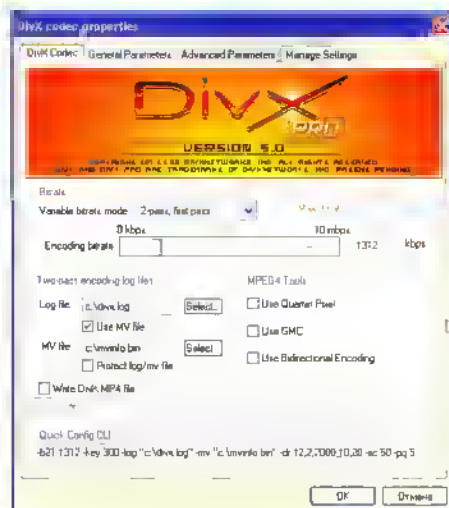 DivX codec properties
DivX Codec General Parameters Advanced Parameters Manage Settings
DivX PRO
VERSION 5.0
Bitrate
Variable bitrate mode 2-pass, first pass
0 kbps 10 mbps
Encoding bitrate 1312 kbps
Two-pass encoding log files MPEG4 Tools
Log file c:\divx.log Select... Use Quarter Pixel
Use MV file Use GMC
MV file c:\mvinfo.bin Select
Protect log/mv file Use Bidirectional Encoding
Write DivX MP4 file
Quick Config CLI
-b21 1312 -key 300 -log "c:\divx.log" -mv "c:\mvinfo.bin" -dr 12,2,2000,10,20 -sc 50 -pq 5
OK Отмена